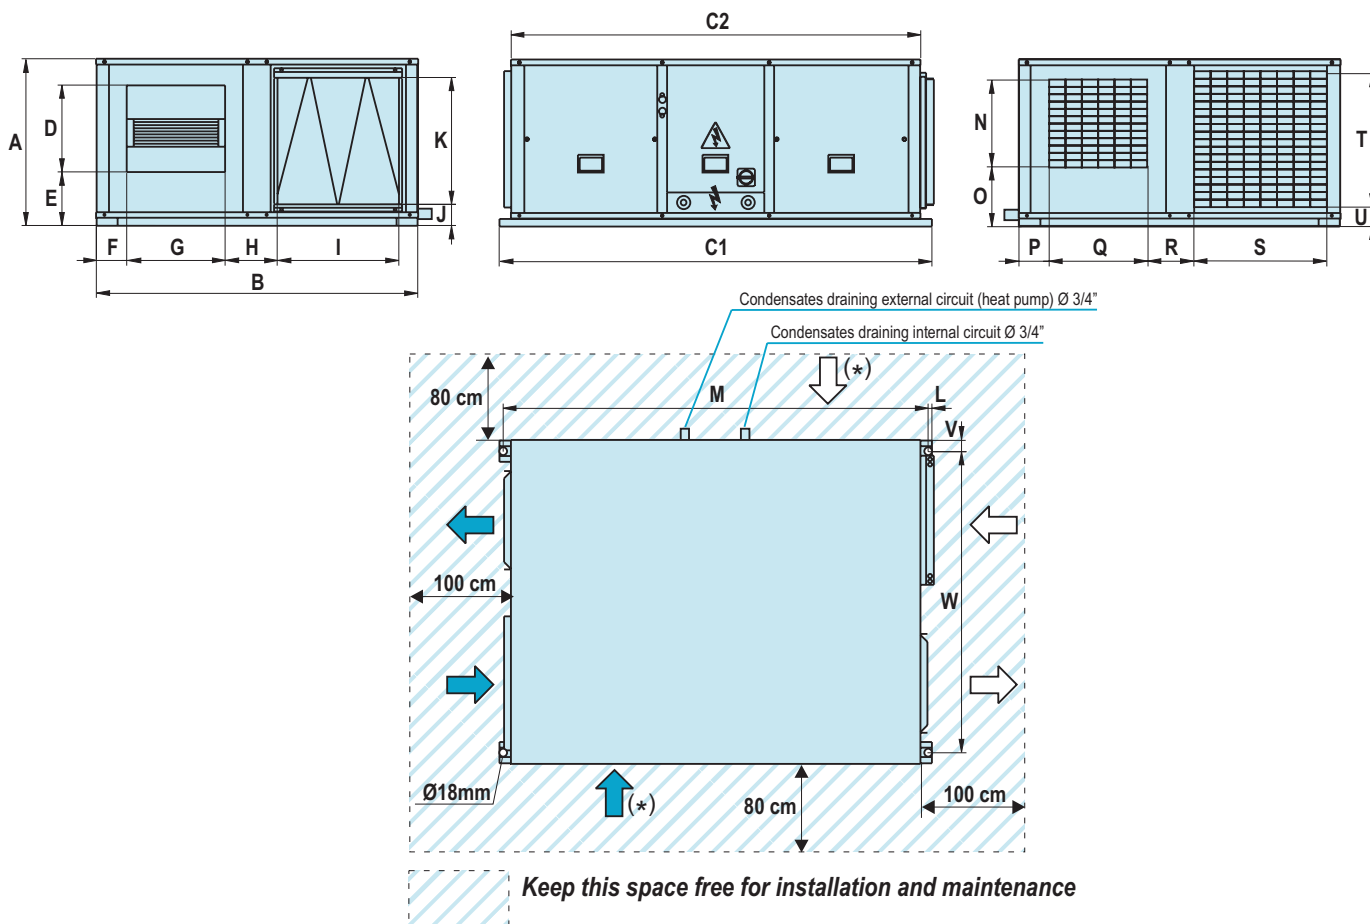 C2
A
D
E
K
J
F G H I
B
C1
N
O
T
U
P Q R S
Condensates draining external circuit (heat pump) Ø 3/4”
Condensates draining internal circuit Ø 3/4”
80 cm
M
(*)
L
V
100 cm
W
Ø18mm
(*)
80 cm
100 cm
Keep this space free for installation and maintenance